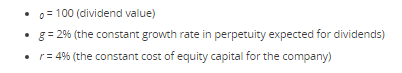 • 0 = 100 (dividend value)
• g = 2% (the constant growth rate in perpetuity expected for dividends)
• r = 4% (the constant cost of equity capital for the company)